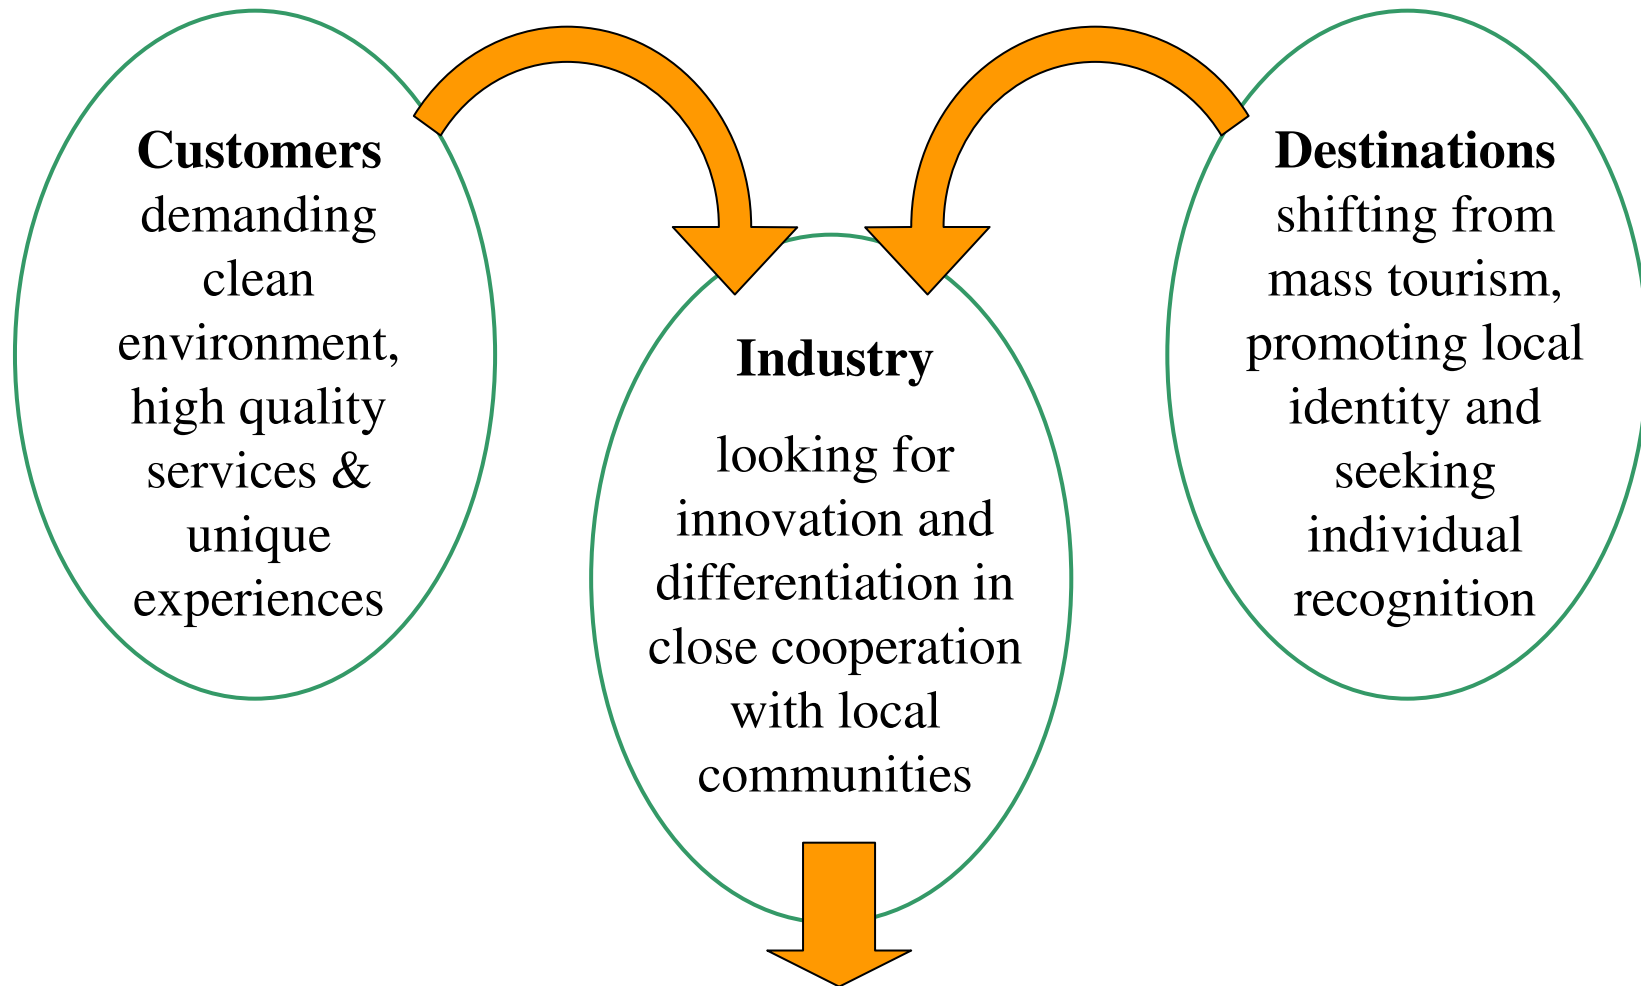 Customers
demanding
clean
environment,
high quality
services &
unique
experiences
Industry
looking for
innovation and
differentiation in
close cooperation
with local
communities
Destinations
shifting from
mass tourism,
promoting local
identity and
seeking
individual
recognition